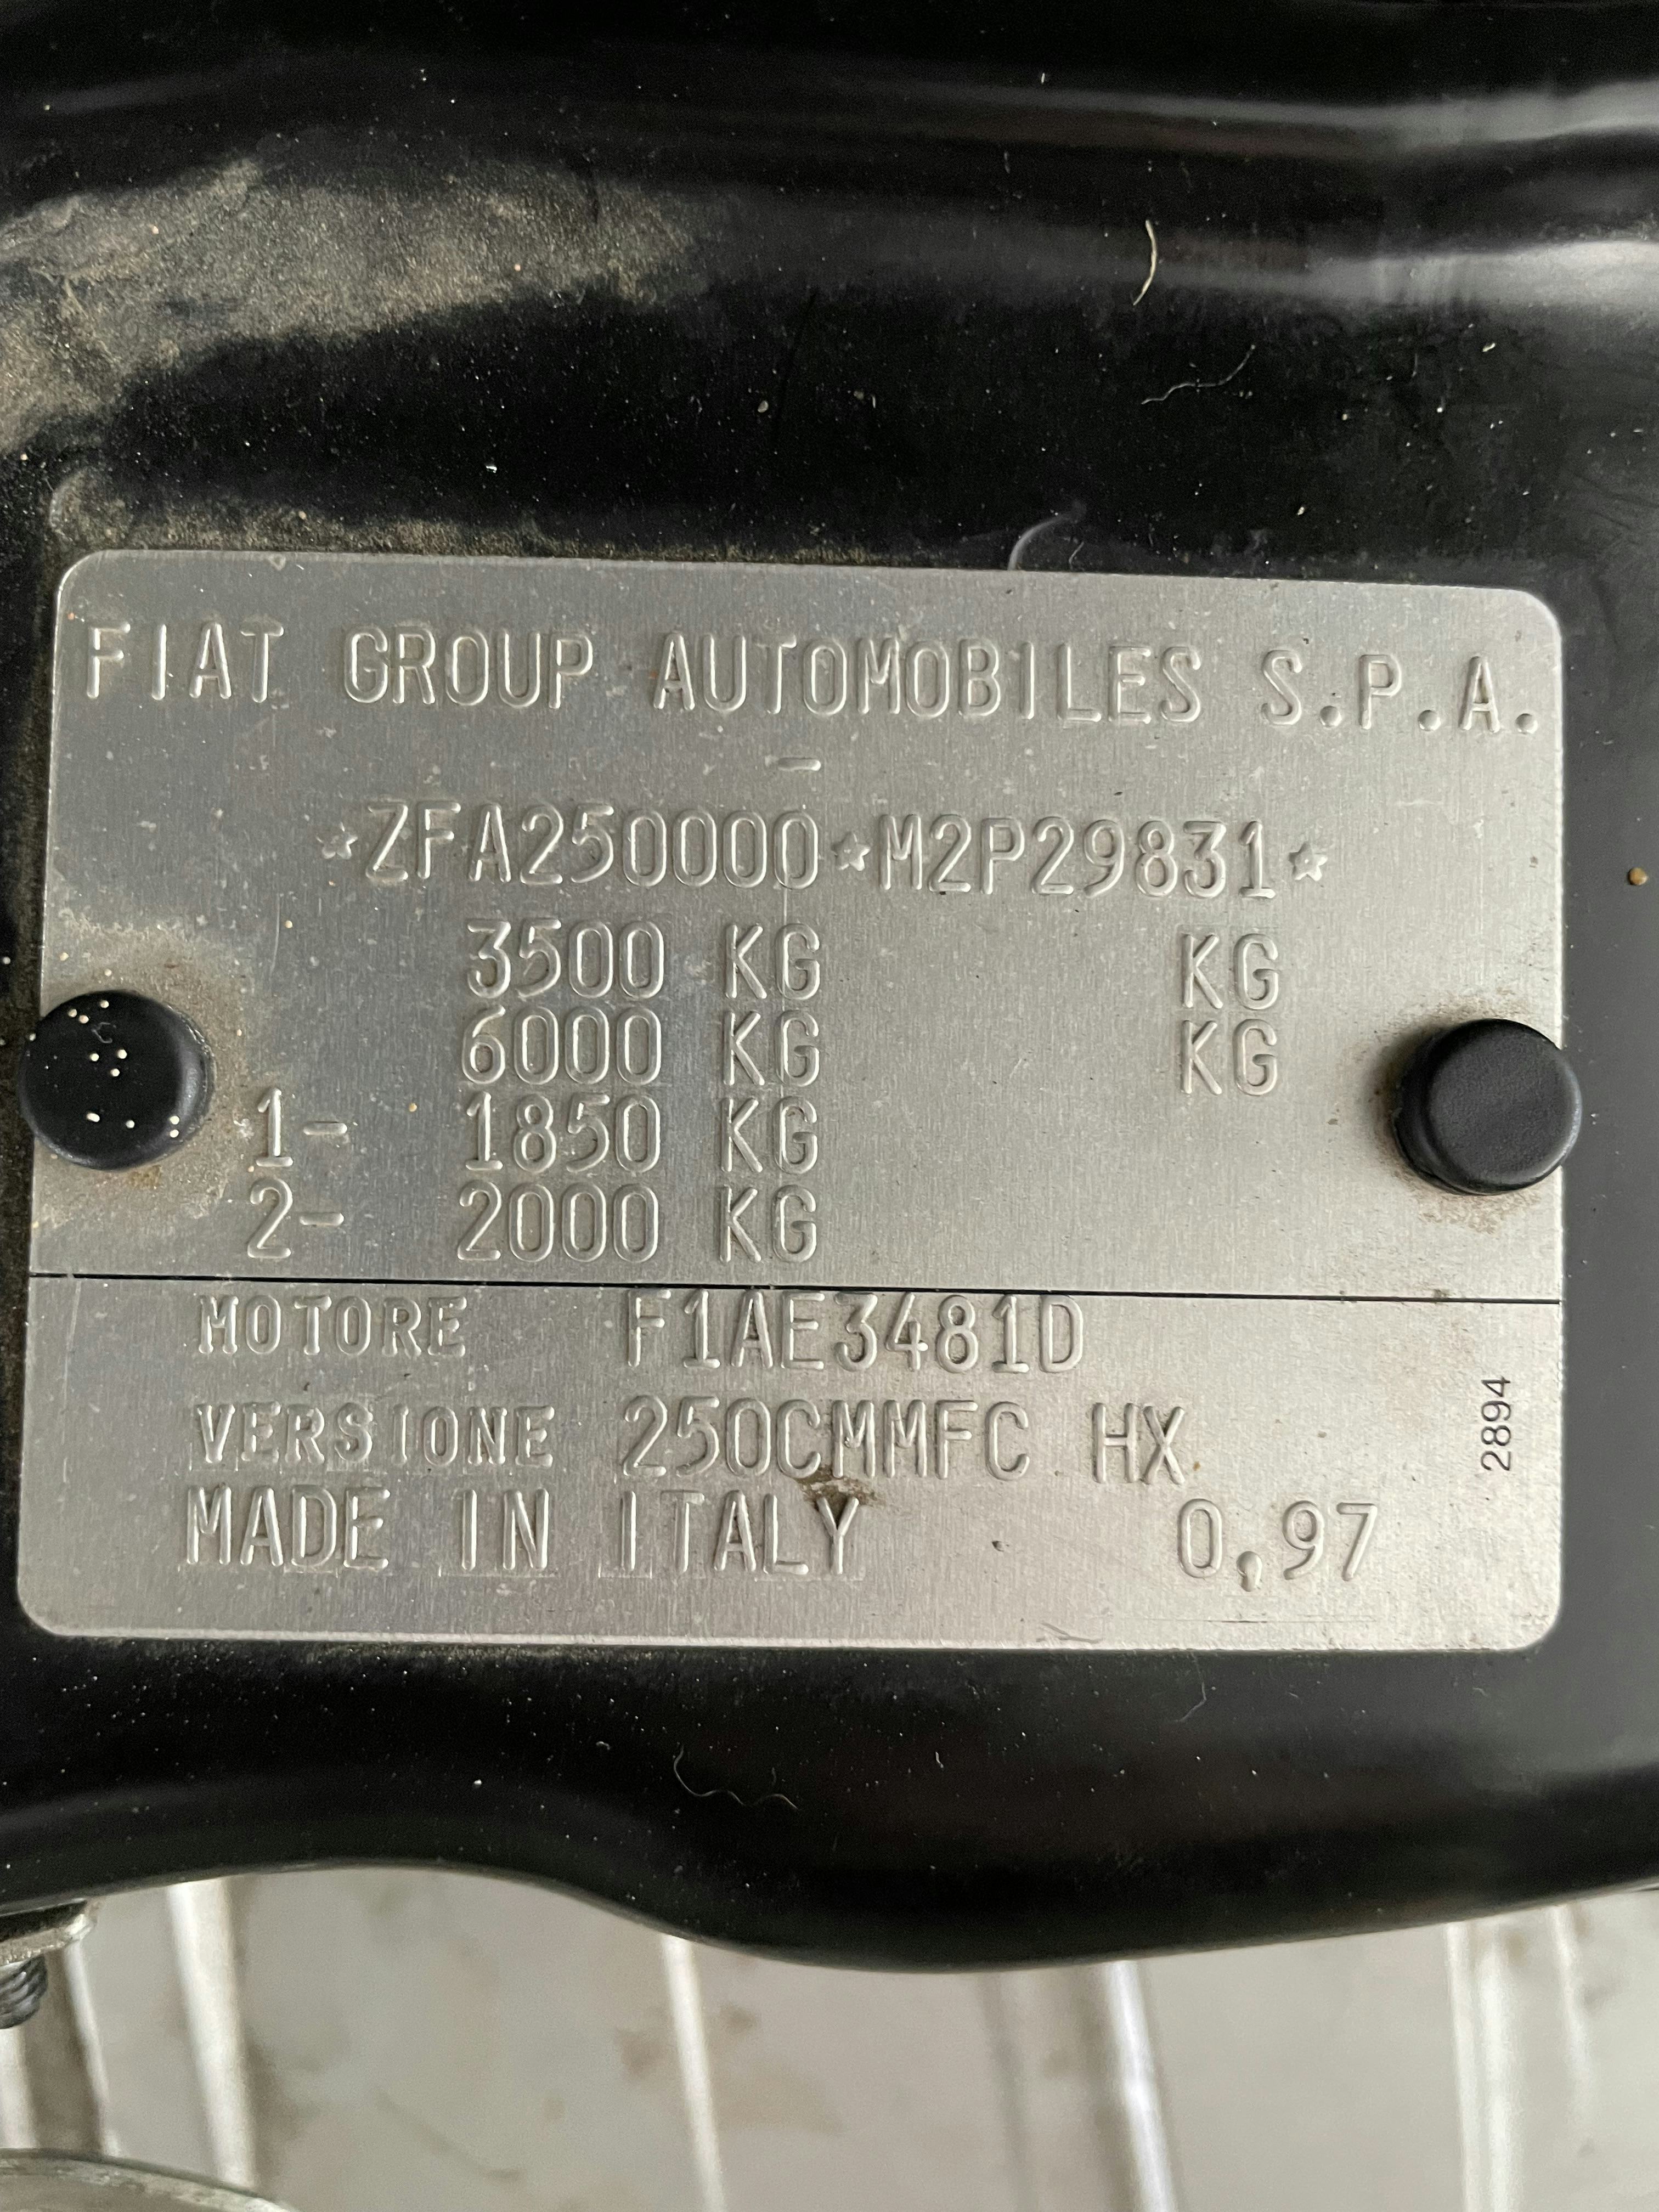 FIAT GROUP AUTOMOBILES S.P.A.
-
*ZFA250000*M2P29831*
3500 KG KG
6000 KG KG
1- 1850 KG
2- 2000 KG
MOTORE F1AE3481D
VERSIONE 250CMMFC HX
MADE IN ITALY 0,97
2894